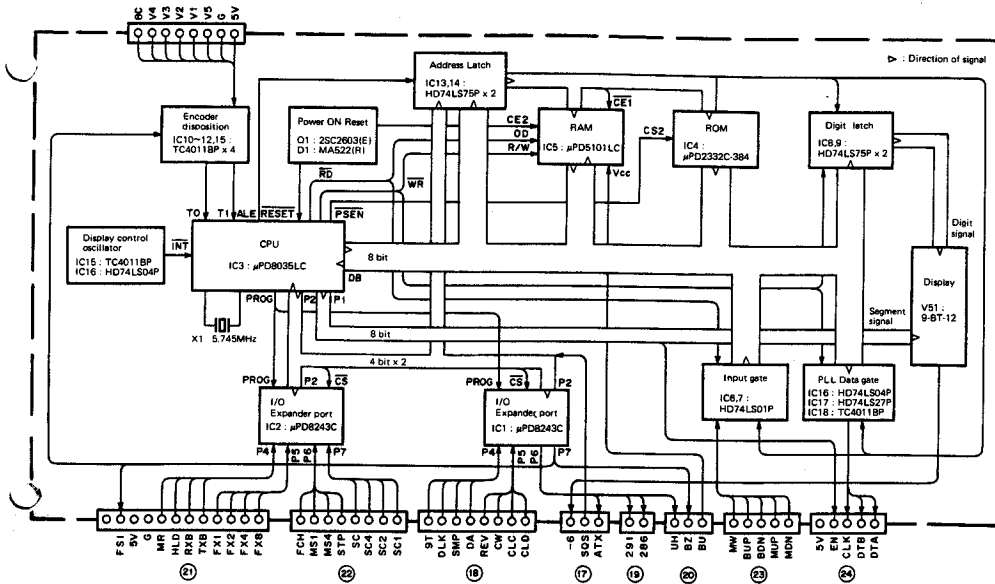 8C V4 V3 V2 V1 V5 G 5V
▷ : Direction of signal
Address Latch
IC13,14 :
HD74LS75P x 2
Encoder
disposition
IC10~12,15 :
TC4011BP x 4
Power ON Reset
Q1 : 2SC2603(E)
D1 : MA522(R)
CE2
OD
R/W
CE1
RAM
IC5 : μPD5101LC
Vcc
CS2
ROM
IC4 :
μPD2332C-384
Digit latch
IC8,9 :
HD74LS75P x 2
RD
WR
TO T1 ALE RESET PSEN
Display control
oscillator
IC15 : TC4011BP
IC16 : HD74LS04P
INT
CPU
IC3 : μPD8035LC
8 bit
DB
Digit
signal
Display
V51 :
9-BT-12
Segment
signal
PROG P2 P1
X1 5.745MHz
8 bit
4 bit x 2
PROG P2 CS
I/O
Expander port
IC2 : μPD8243C
P4 P5 P6 P7
PROG CS P2
I/O
Expander port
IC1 : μPD8243C
P4 P5 P6 P7
Input gate
IC6,7 :
HD74LS01P
PLL Data gate
IC16 : HD74LS04P
IC17 : HD74LS27P
IC18 : TC4011BP
FS1 5V G MR HLD RXB TXB FX1 FX2 FX4 FX8
FCH MS1 MS4 STP SC SC4 SC2 SC1
9T DLK SMP DA REV CW CLC CLD
-6 SQS ATX
291 286
UH BZ BU
MW BUP BDN MUP MDN
5V EN CLK DTB DTA
21 22 18 17 19 20 23 24